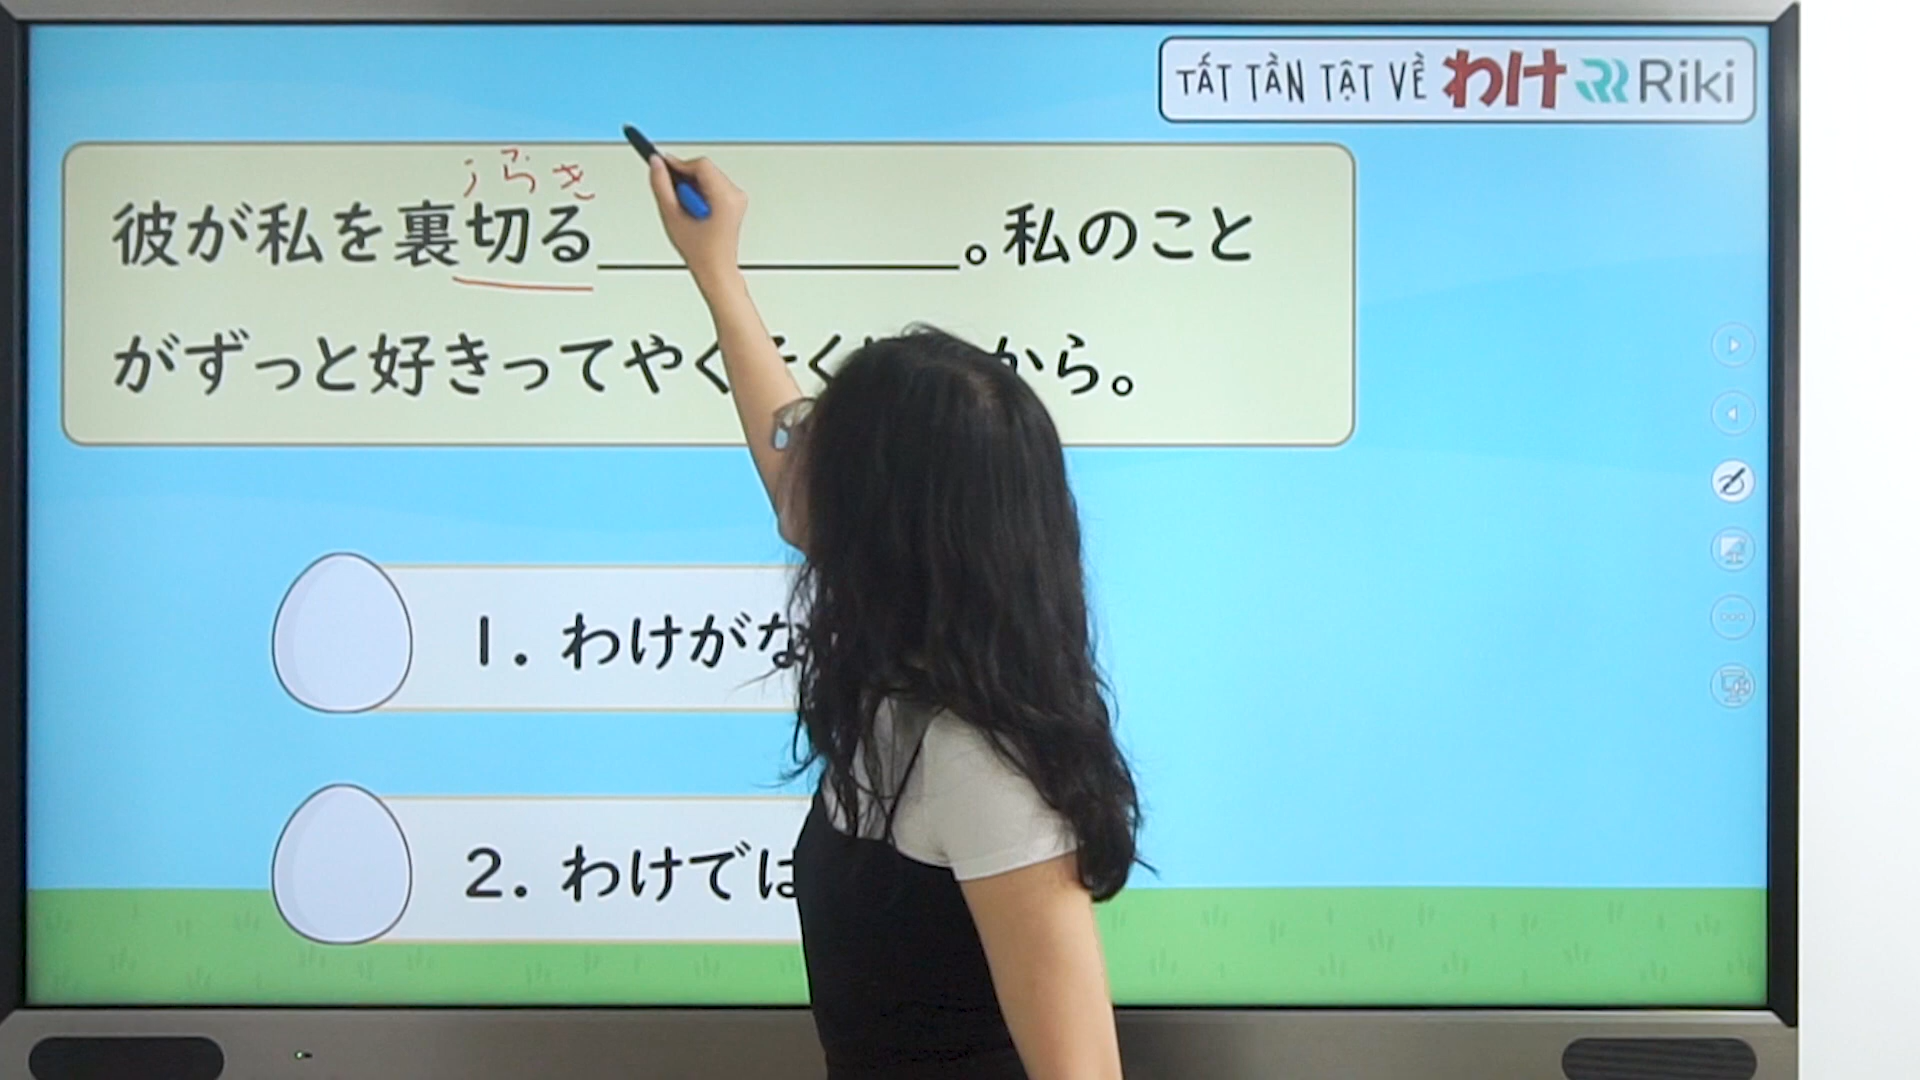 TẤT TẦN TẬT VỀ わけ Riki
うらき
彼が私を裏切る____。私のこと
がずっと好きってやく から。
1. わけがな
2. わけでは